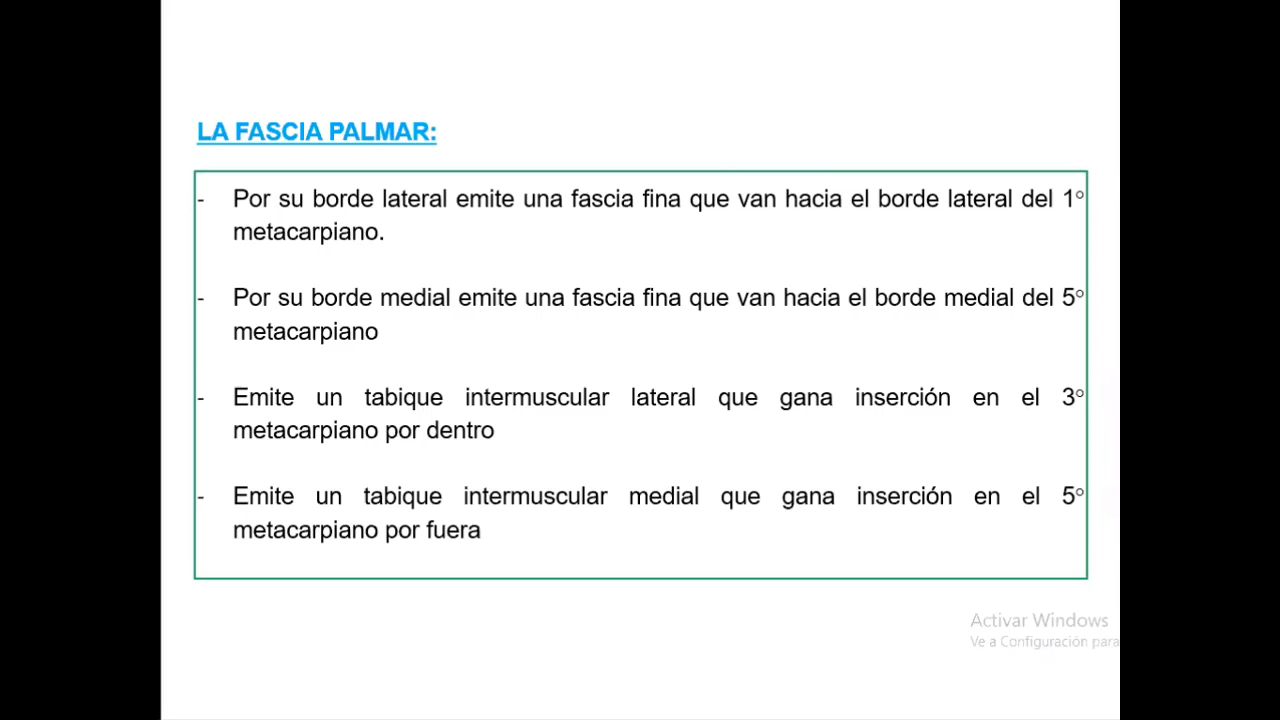 LA FASCIA PALMAR:
- Por su borde lateral emite una fascia fina que van hacia el borde lateral del 1°
metacarpiano.
- Por su borde medial emite una fascia fina que van hacia el borde medial del 5°
metacarpiano
- Emite un tabique intermuscular lateral que gana inserción en el 3°
metacarpiano por dentro
- Emite un tabique intermuscular medial que gana inserción en el 5°
metacarpiano por fuera
Activar Windows
Ve a Configuración para